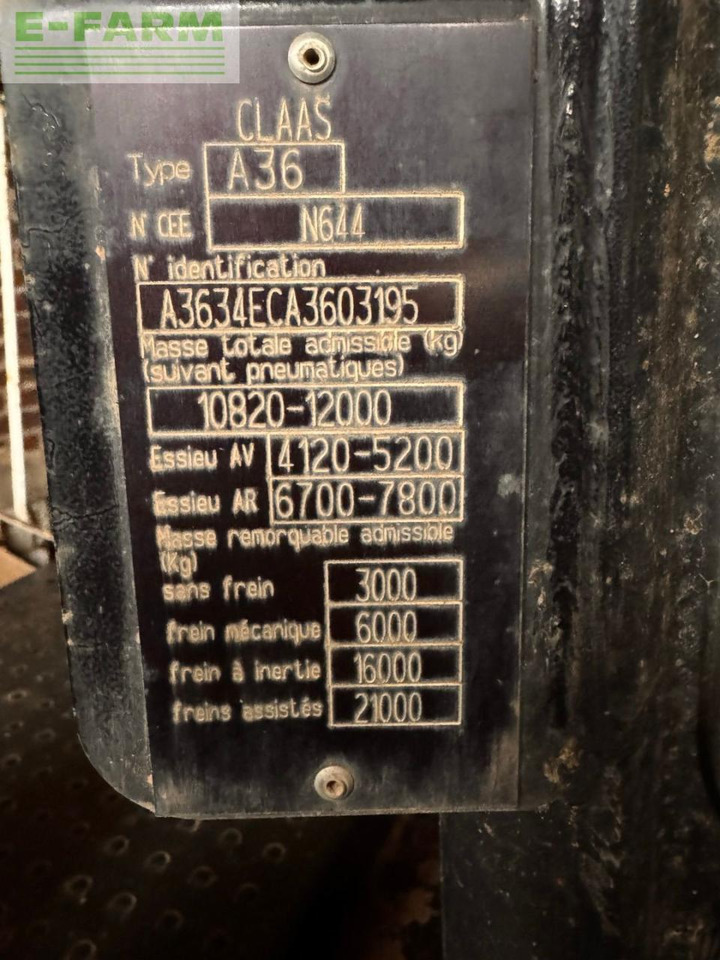 E-FARM
CLAAS
Type A36
N° CEE N644
N° identification
A3634ECA3603195
Masse totale admissible (kg)
(suivant pneumatiques)
10820-12000
Essieu AV 4120-5200
Essieu AR 6700-7800
Masse remorquable admissible
(Kg)
sans frein 3000
frein mécanique 6000
frein à inertie 16000
freins assistés 21000